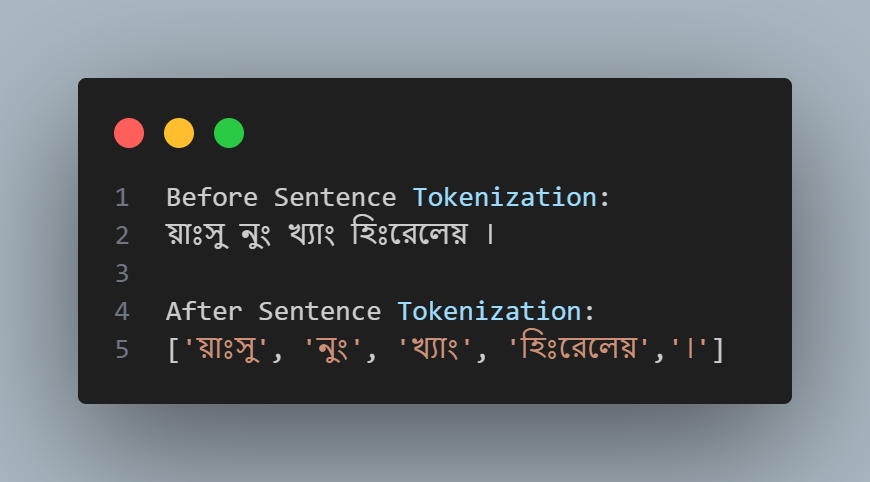 1 Before Sentence Tokenization:
2 য়াঃসু নুং খ্যাং হিঃরেলেয় ।
3
4 After Sentence Tokenization:
5 ['য়াঃসু', 'নুং', 'খ্যাং', 'হিঃরেলেয়','।']